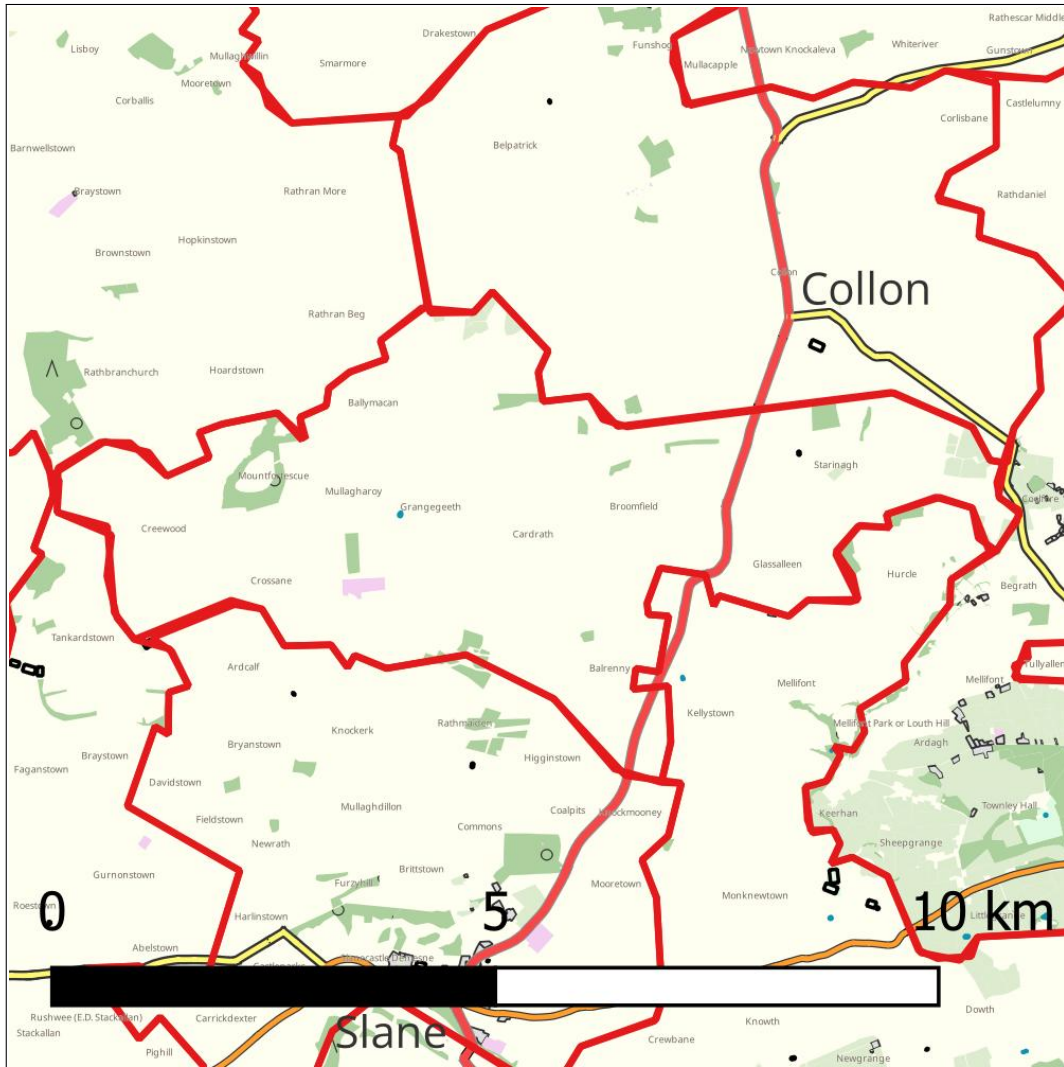 Drakestown
Rathescar Middle
Lisboy
Funshog
Newtown Knockaleva
Whiteriver
Gunstown
Mullaghwillin
Smarmore
Mullacapple
Mooretown
Corballis
Castlelumny
Corlisbane
Barnwellstown
Belpatrick
Braystown
Rathran More
Rathdaniel
Hopkinstown
Brownstown
Collon
Collon
Rathran Beg
Rathbranchurch
Hoardstown
Ballymacan
Starinagh
Mountfortescue
Mullagharoy
Grangegeeth
Broomfield
Creewood
Cardrath
Glassalleen
Hurcle
Crossane
Begrath
Tankardstown
Ardcalf
Balrenny
Tullyallen
Mellifont
Mellifont
Kellystown
Rathmaiden
Mellifont Park or Louth Hill
Knockerk
Bryanstown
Ardagh
Braystown
Higginstown
Faganstown
Davidstown
Mullaghdillon
Coalpits
Knockmooney
Townley Hall
Keerhan
Fieldstown
Commons
Newrath
Sheepgrange
Gurnonstown
Brittstown
Furzyhill
Mooretown
Monknewtown
Roestown
0
5
10 km
Harlinstown
Abelstown
Rushwee (E.D. Stackallan)
Carrickdexter
Stackallan
Slane
Knowth
Dowth
Pighill
Crewbane
Newgrange